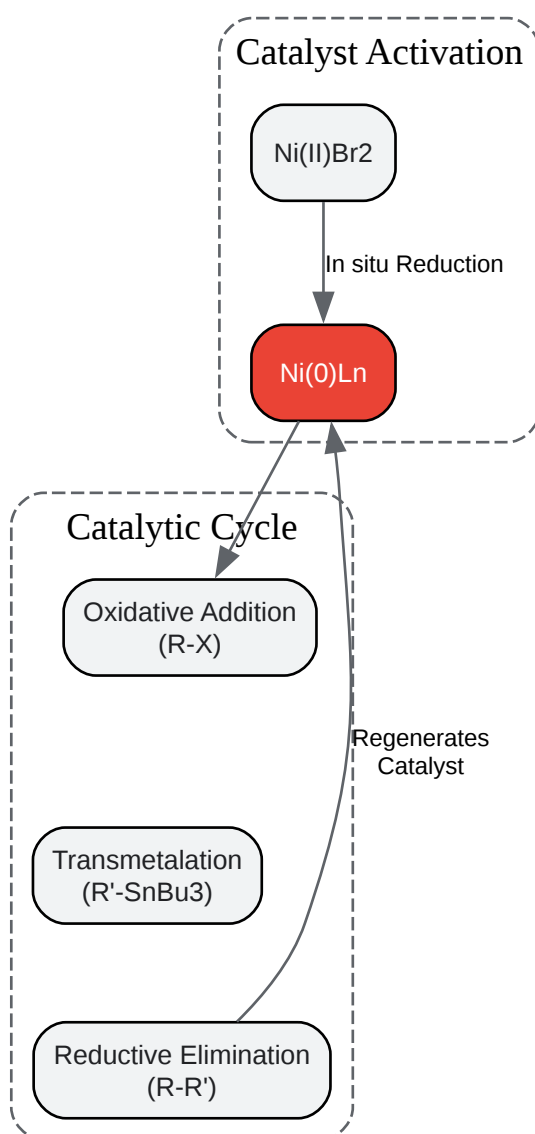 Catalyst Activation
Ni(II)Br2
In situ Reduction
Ni(0)Ln
Catalytic Cycle
Oxidative Addition
(R-X)
Regenerates
Catalyst
Transmetalation
(R'-SnBu3)
Reductive Elimination
(R-R')